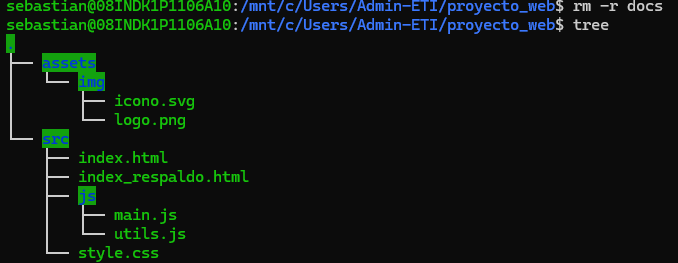 sebastian@08INDK1P1106A10:/mnt/c/Users/Admin-ETI/proyecto_web$ rm -r docs
sebastian@08INDK1P1106A10:/mnt/c/Users/Admin-ETI/proyecto_web$ tree
.
├── assets
│   └── img
│       ├── icono.svg
│       └── logo.png
└── src
    ├── index.html
    ├── index_respaldo.html
    ├── js
    │   ├── main.js
    │   └── utils.js
    └── style.css